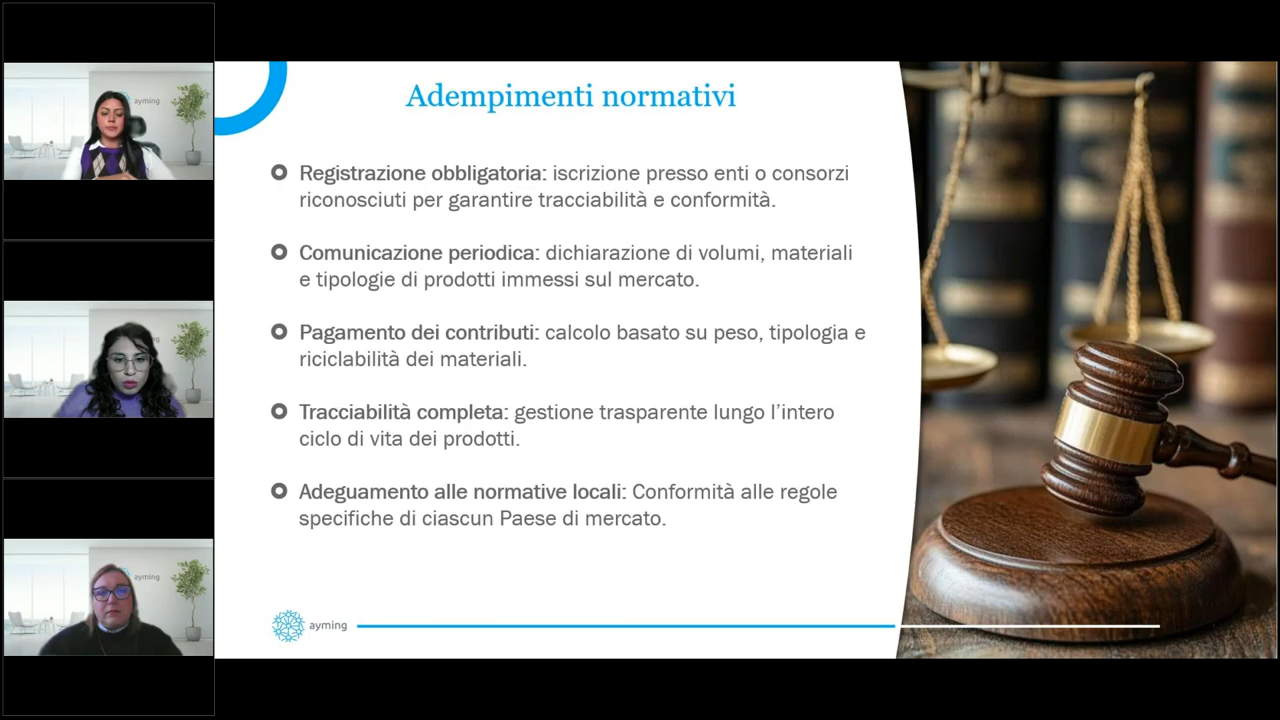 ayming
ayming
Adempimenti normativi
Registrazione obbligatoria: iscrizione presso enti o consorzi
riconosciuti per garantire tracciabilità e conformità.
Comunicazione periodica: dichiarazione di volumi, materiali
e tipologie di prodotti immessi sul mercato.
Pagamento dei contributi: calcolo basato su peso, tipologia e
riciclabilità dei materiali.
Tracciabilità completa: gestione trasparente lungo l’intero
ciclo di vita dei prodotti.
Adeguamento alle normative locali: Conformità alle regole
specifiche di ciascun Paese di mercato.
ayming